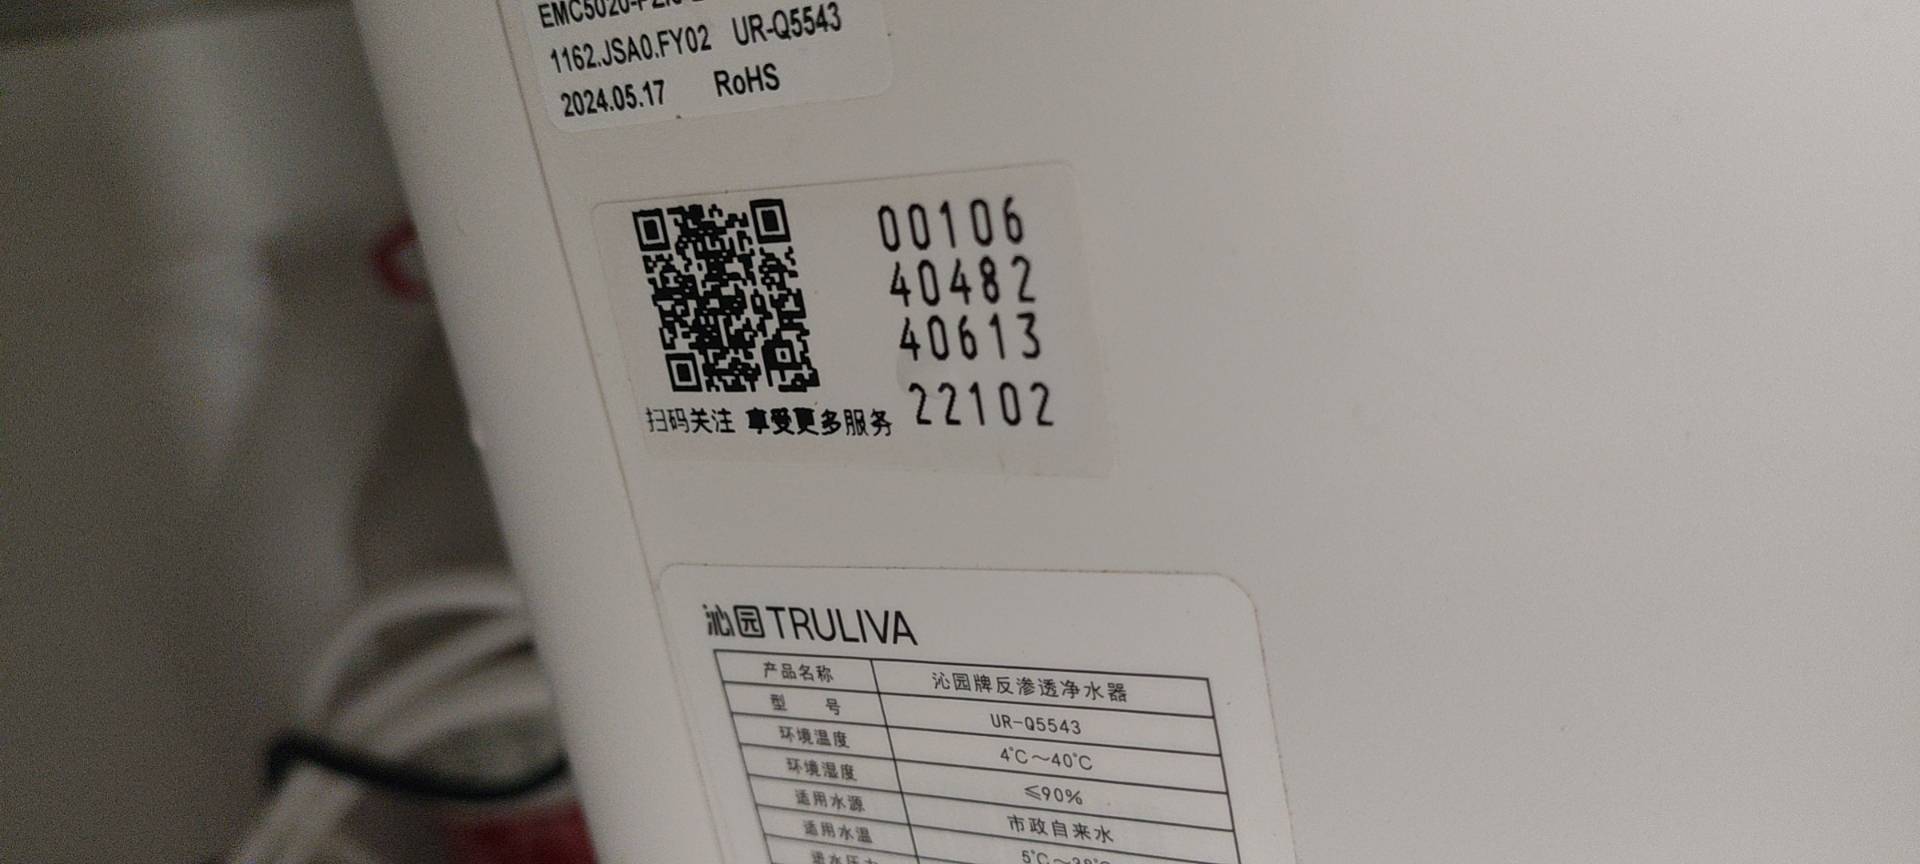 1162.JSA0.FY02 UR-Q5543
2024.05.17 RoHS
00106
40482
40613
22102
扫码关注 享受更多服务
沁园TRULIVA
产品名称 沁园牌反渗透净水器
型号 UR-Q5543
环境温度 4℃～40℃
环境湿度 ≤90%
适用水源 市政自来水
适用水温